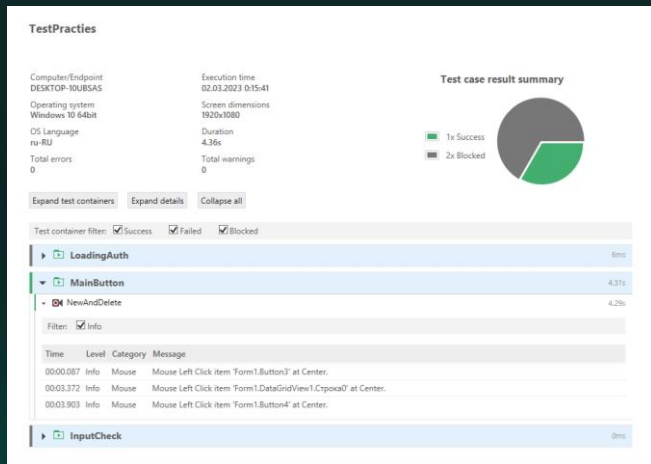 TestPracties
Computer/Endpoint
DESKTOP-10UBSAS
Execution time
02.03.2023 0:15:41
Operating system
Windows 10 64bit
Screen dimensions
1920x1080
OS Language
ru-RU
Duration
4.36s
Total errors
0
Total warnings
0
Test case result summary
1x Success
2x Blocked
Expand test containers Expand details Collapse all
Test container filter: Success Failed Blocked
LoadingAuth 6ms
MainButton 4.31s
NewAndDelete 4.29s
Filter: Info
Time Level Category Message
00:00.087 Info Mouse Mouse Left Click item 'Form1.Button3' at Center.
00:03.372 Info Mouse Mouse Left Click item 'Form1.DataGridView1.Строка0' at Center.
00:03.903 Info Mouse Mouse Left Click item 'Form1.Button4' at Center.
InputCheck 0ms